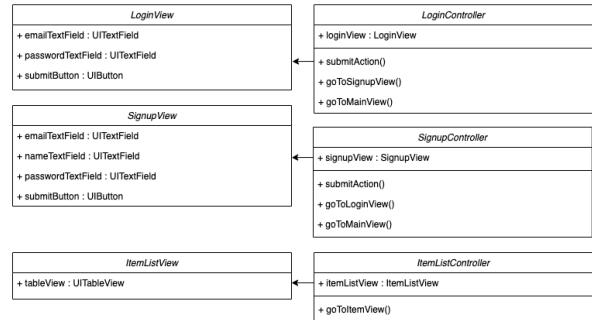 LoginView
+ emailTextField : UITextField
+ passwordTextField : UITextField
+ submitButton : UIButton
LoginController
+ loginView : LoginView
+ submitAction()
+ goToSignupView()
+ goToMainView()
SignupView
+ emailTextField : UITextField
+ nameTextField : UITextField
+ passwordTextField : UITextField
+ submitButton : UIButton
SignupController
+ signupView : SignupView
+ submitAction()
+ goToLoginView()
+ goToMainView()
ItemListView
+ tableView : UITableView
ItemListController
+ itemListView : ItemListView
+ goToItemView()